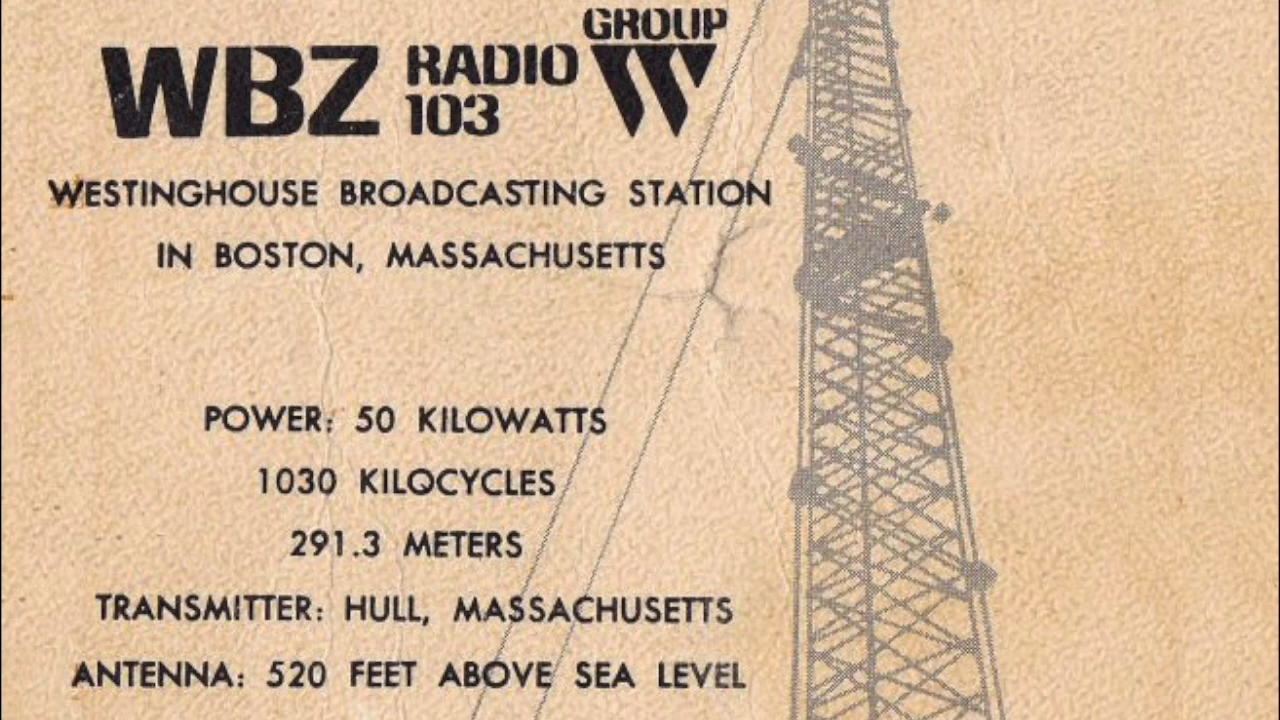 WBZ RADIO 103 GROUP W
WESTINGHOUSE BROADCASTING STATION
IN BOSTON, MASSACHUSETTS
POWER: 50 KILOWATTS
1030 KILOCYCLES
291.3 METERS
TRANSMITTER: HULL, MASSACHUSETTS
ANTENNA: 520 FEET ABOVE SEA LEVEL